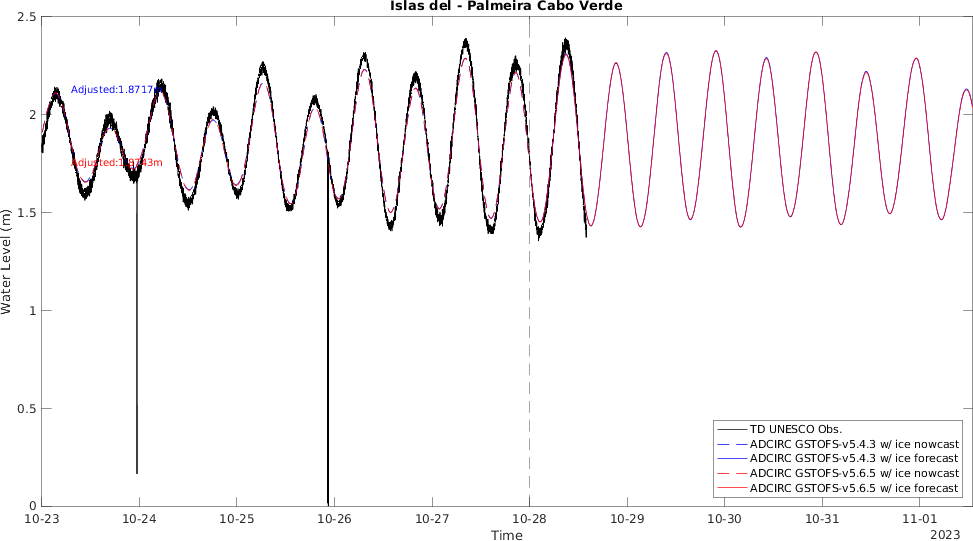 Islas del - Palmeira Cabo Verde
2.5
2
1.5
1
0.5
0
Water Level (m)
Adjusted:1.8717m
10-23
10-24
10-25
10-26
10-27
10-28
10-29
10-30
10-31
11-01
Time
2023
TD UNESCO Obs.
ADCIRC GSTOFS-v5.4.3 w/ ice nowcast
ADCIRC GSTOFS-v5.4.3 w/ ice forecast
ADCIRC GSTOFS-v5.6.5 w/ ice nowcast
ADCIRC GSTOFS-v5.6.5 w/ ice forecast